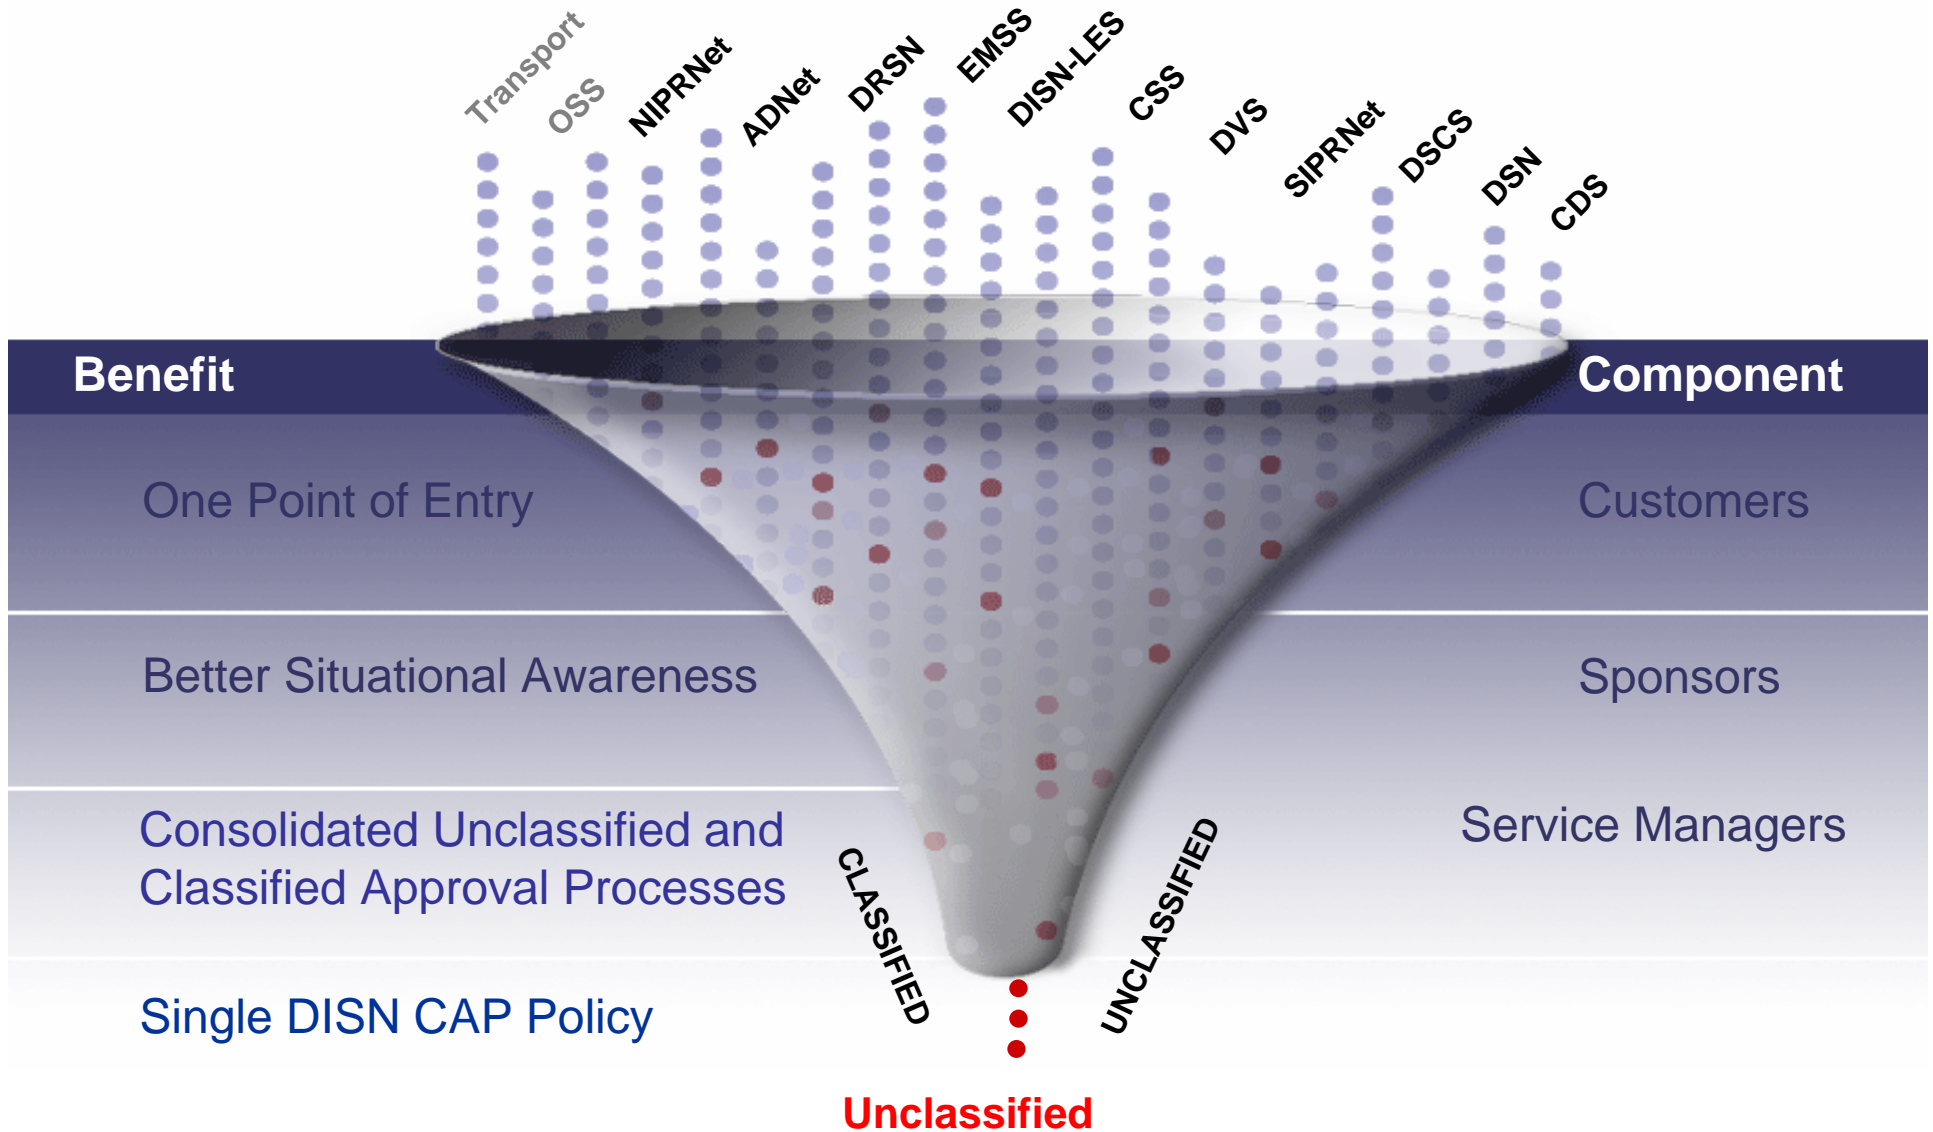 Transport
OSS
NIPRNet
ADNet
DRSN
EMSS
DISN-LES
CSS
DVS
SIPRNet
DSCS
DSN
CDS
Benefit
Component
One Point of Entry
Customers
Better Situational Awareness
Sponsors
Consolidated Unclassified and
Classified Approval Processes
Service Managers
CLASSIFIED
UNCLASSIFIED
Single DISN CAP Policy
Unclassified